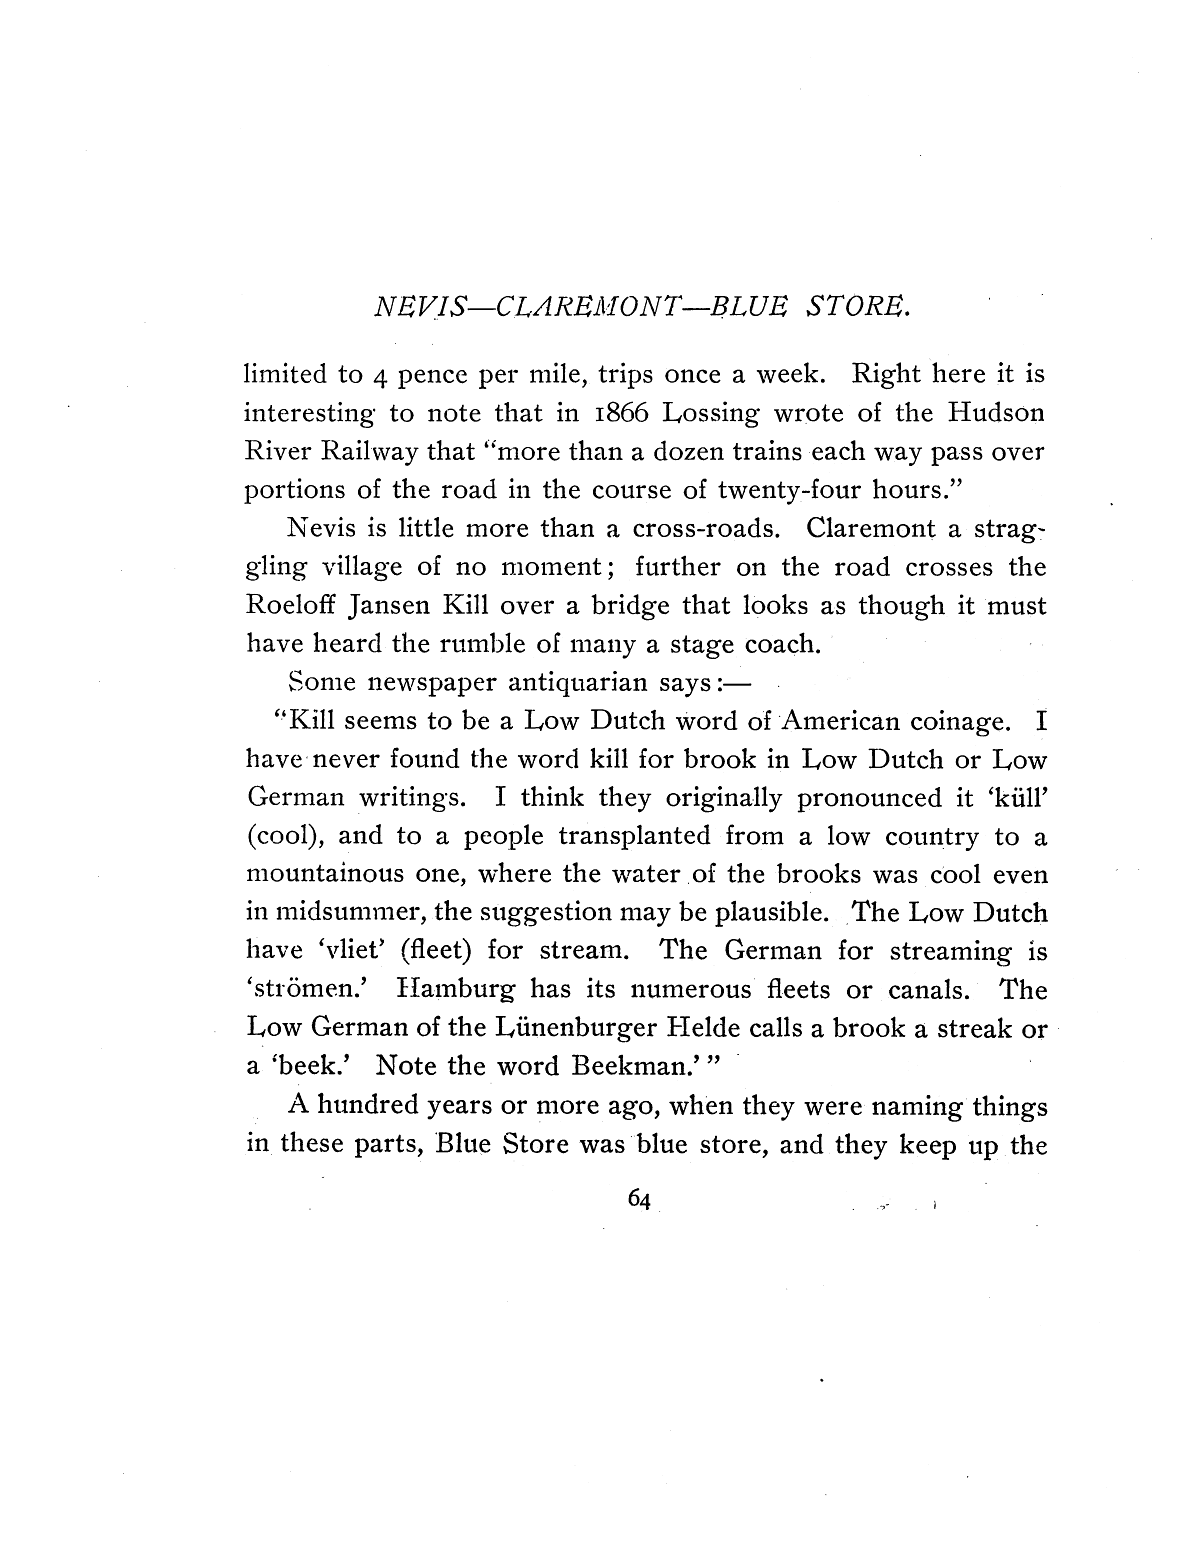 NEVIS—CLAREMONT—BLUE STORE.
limited to 4 pence per mile, trips once a week. Right here it is
interesting to note that in 1866 Lossing wrote of the Hudson
River Railway that “more than a dozen trains each way pass over
portions of the road in the course of twenty-four hours.”
Nevis is little more than a cross-roads. Claremont a strag-
gling village of no moment; further on the road crosses the
Roeloff Jansen Kill over a bridge that looks as though it must
have heard the rumble of many a stage coach.
Some newspaper antiquarian says:—
“Kill seems to be a Low Dutch word of American coinage. I
have never found the word kill for brook in Low Dutch or Low
German writings. I think they originally pronounced it ‘küll’
(cool), and to a people transplanted from a low country to a
mountainous one, where the water of the brooks was cool even
in midsummer, the suggestion may be plausible. The Low Dutch
have ‘vliet’ (fleet) for stream. The German for streaming is
‘strömen.’ Hamburg has its numerous fleets or canals. The
Low German of the Lünenburger Helde calls a brook a streak or
a ‘beek.’ Note the word Beekman.’”
A hundred years or more ago, when they were naming things
in these parts, Blue Store was blue store, and they keep up the
64